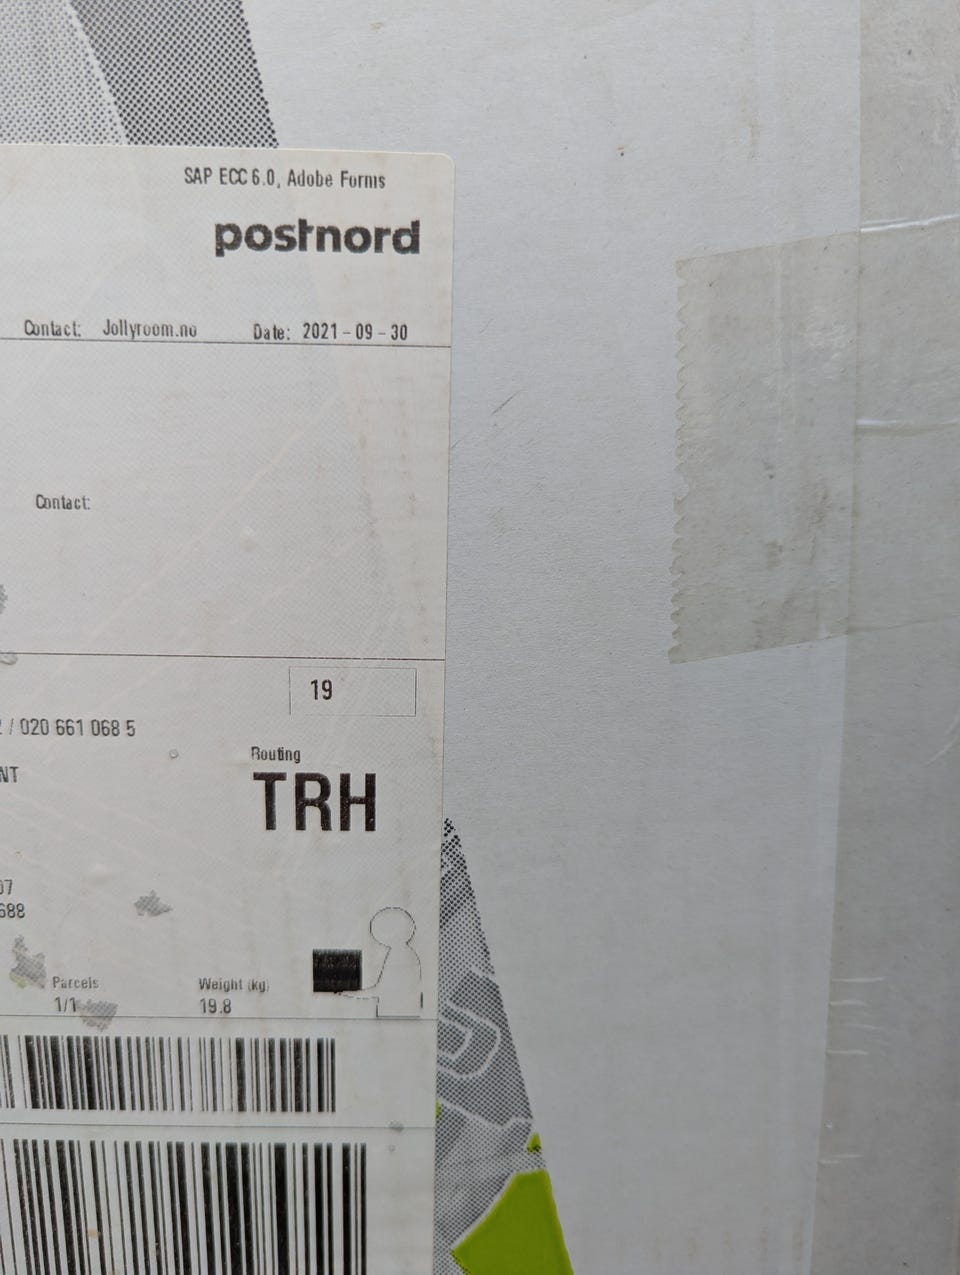 SAP ECC 6.0, Adobe Forms
postnord
Contact: Jollyroom.no Date: 2021-09-30
Contact:
19
/ 020 661 068 5
Routing
NT
TRH
07
688
Parcels Weight (kg)
1/1 19.8